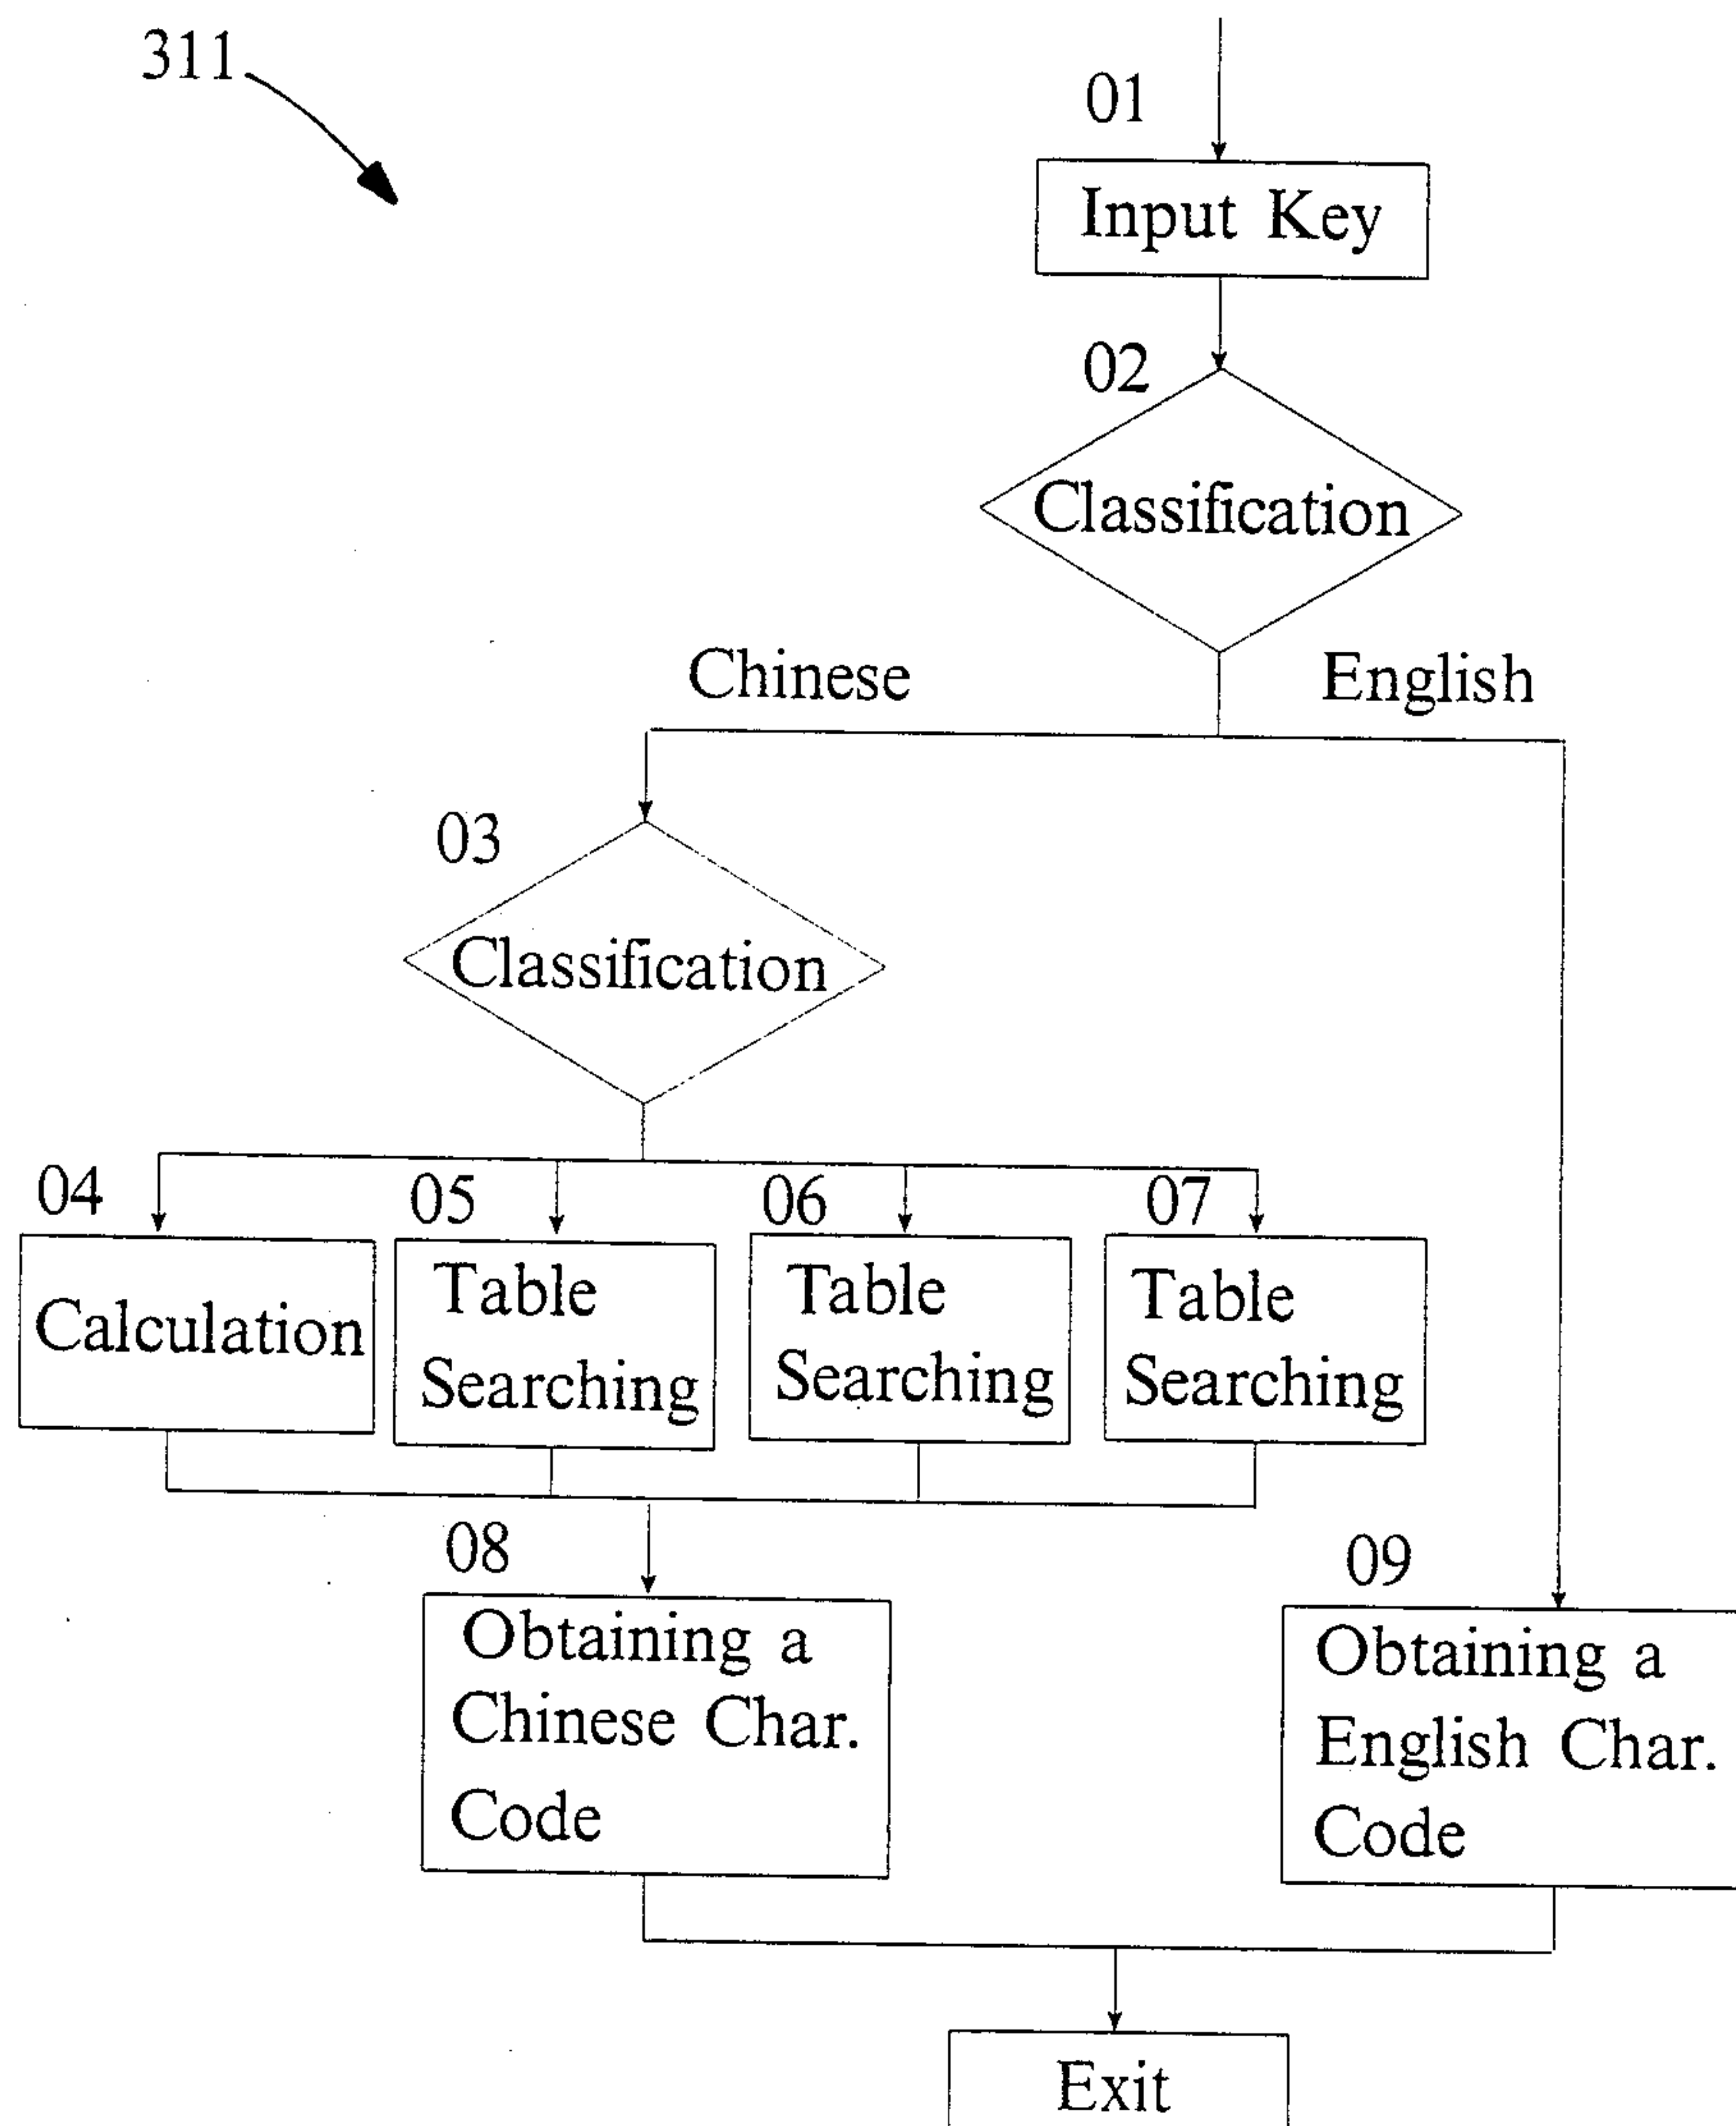 311
01
Input Key
02
Classification
Chinese
English
03
Classification
04
Calculation
05
Table
Searching
06
Table
Searching
07
Table
Searching
08
Obtaining a
Chinese Char.
Code
09
Obtaining a
English Char.
Code
Exit